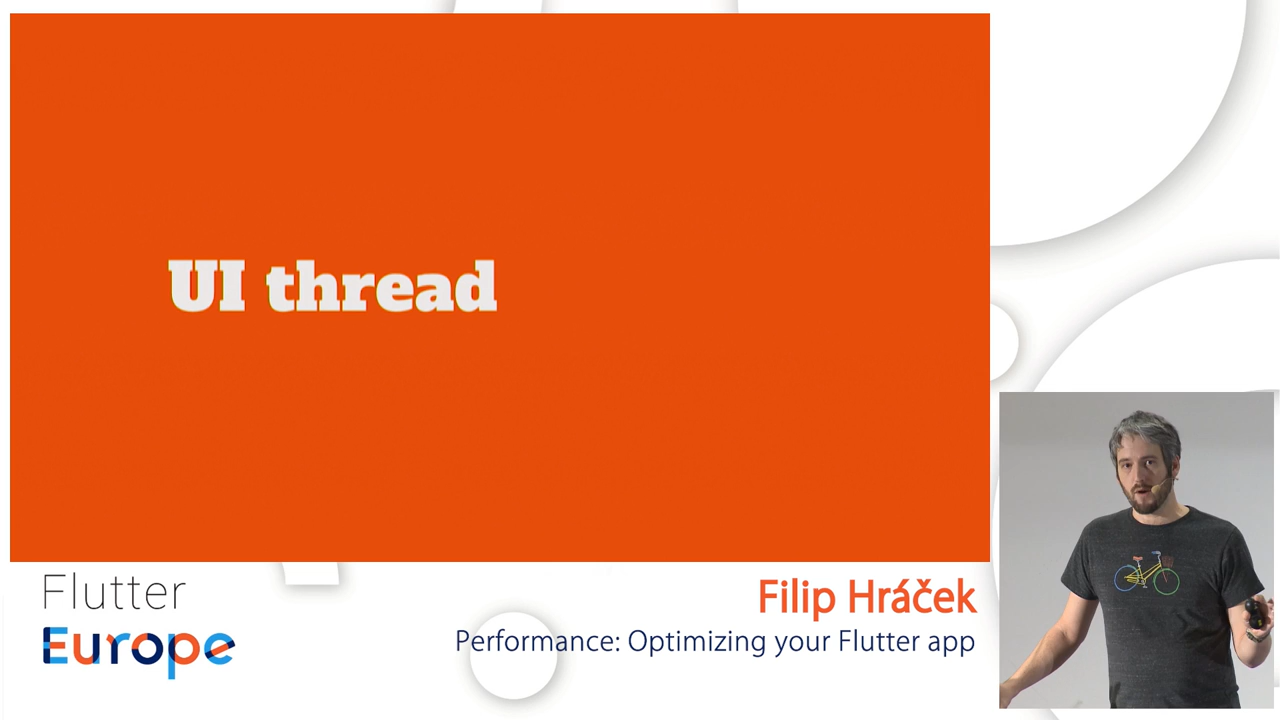 UI thread
Flutter
Europe
Filip Hráček
Performance: Optimizing your Flutter app